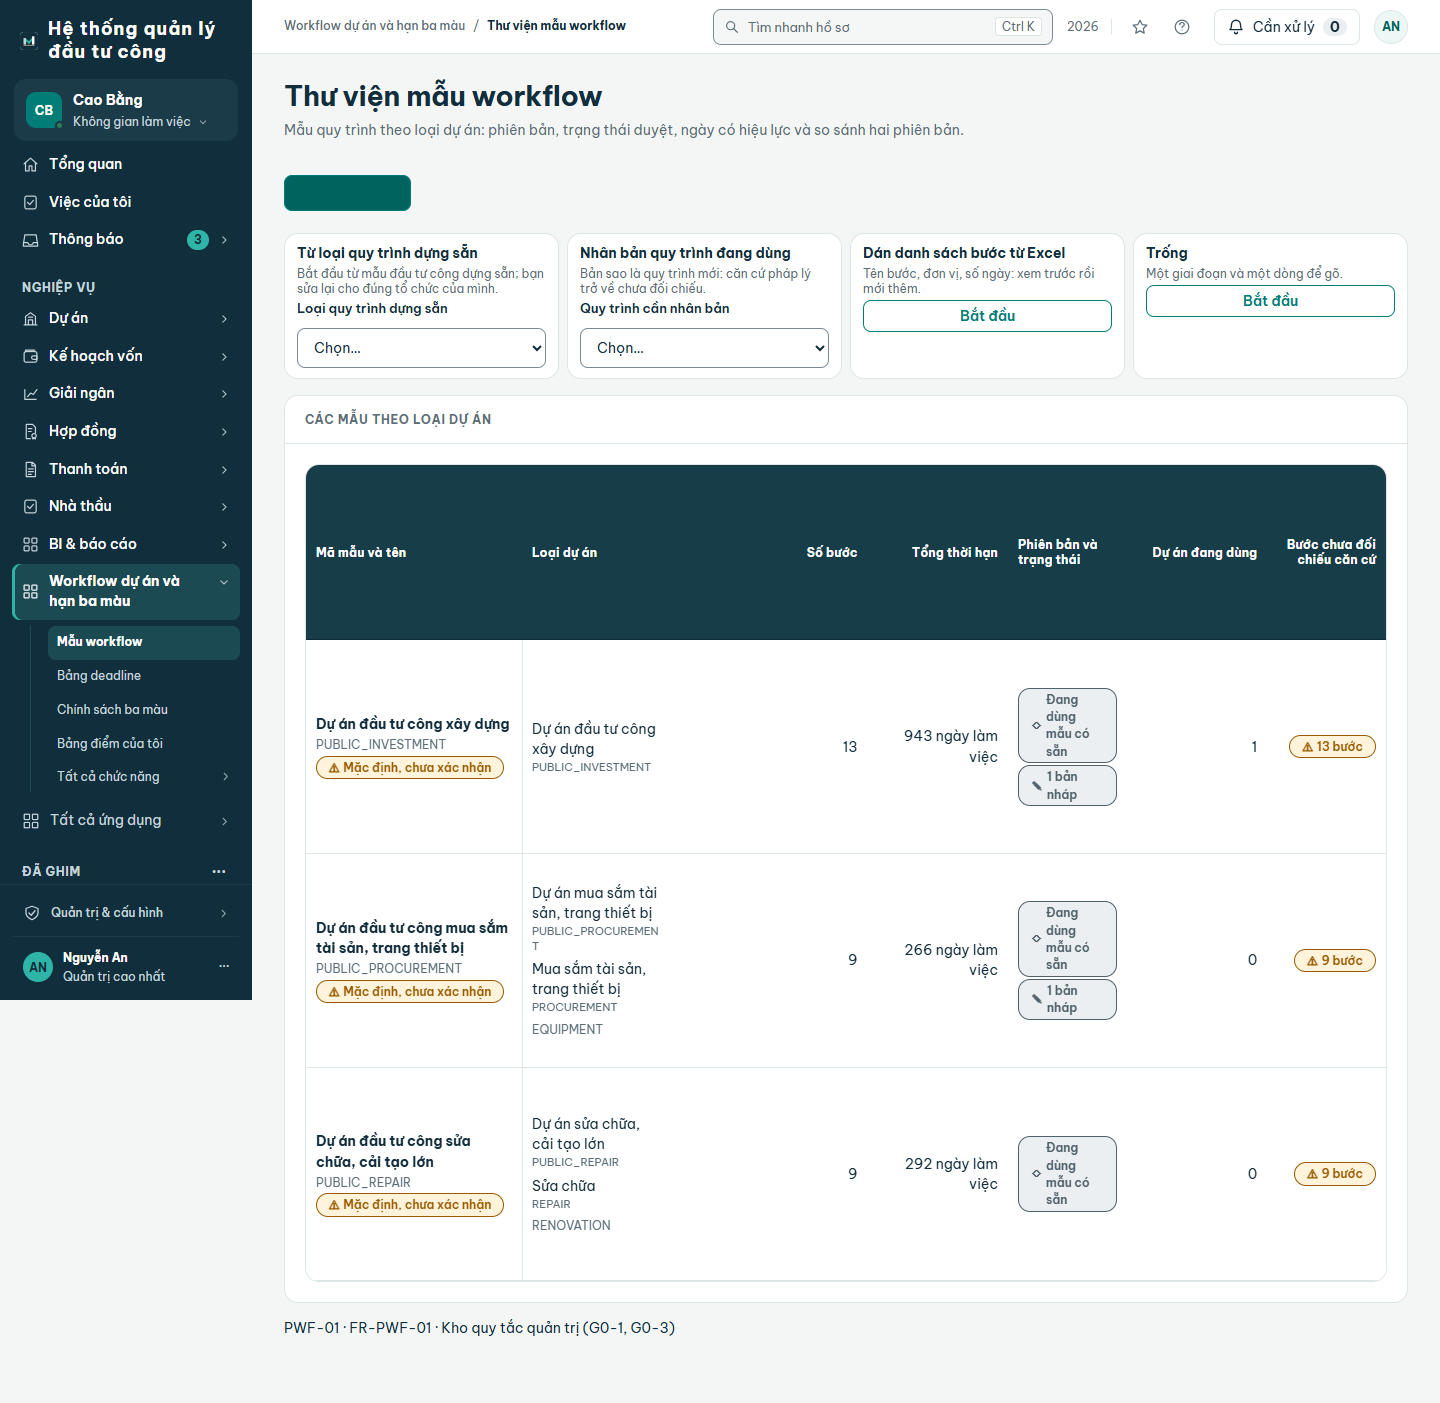 Hệ thống quản lý
đầu tư công
CB
Cao Bằng
Không gian làm việc
Tổng quan
Việc của tôi
Thông báo
3
NGHIỆP VỤ
Dự án
Kế hoạch vốn
Giải ngân
Hợp đồng
Thanh toán
Nhà thầu
BI & báo cáo
Workflow dự án và
hạn ba màu
Mẫu workflow
Bảng deadline
Chính sách ba màu
Bảng điểm của tôi
Tất cả chức năng
Tất cả ứng dụng
ĐÃ GHIM
Quản trị & cấu hình
AN
Nguyễn An
Quản trị cao nhất
Workflow dự án và hạn ba màu / Thư viện mẫu workflow
Tìm nhanh hồ sơ
Ctrl K
2026
Cần xử lý 0
AN
Thư viện mẫu workflow
Mẫu quy trình theo loại dự án: phiên bản, trạng thái duyệt, ngày có hiệu lực và so sánh hai phiên bản.
Từ loại quy trình dựng sẵn
Bắt đầu từ mẫu đầu tư công dựng sẵn; bạn
sửa lại cho đúng tổ chức của mình.
Loại quy trình dựng sẵn
Chọn...
Nhân bản quy trình đang dùng
Bản sao là quy trình mới: căn cứ pháp lý
trở về chưa đối chiếu.
Quy trình cần nhân bản
Chọn...
Dán danh sách bước từ Excel
Tên bước, đơn vị, số ngày: xem trước rồi
mới thêm.
Bắt đầu
Trống
Một giai đoạn và một dòng để gõ.
Bắt đầu
CÁC MẪU THEO LOẠI DỰ ÁN
Mã mẫu và tên
Loại dự án
Số bước
Tổng thời hạn
Phiên bản và
trạng thái
Dự án đang dùng
Bước chưa đối
chiếu căn cứ
Dự án đầu tư công xây dựng
PUBLIC_INVESTMENT
Mặc định, chưa xác nhận
Dự án đầu tư công
xây dựng
PUBLIC_INVESTMENT
13
943 ngày làm
việc
Đang
dùng
mẫu có
sẵn
1 bản
nháp
1
13 bước
Dự án đầu tư công mua sắm
tài sản, trang thiết bị
PUBLIC_PROCUREMENT
Mặc định, chưa xác nhận
Dự án mua sắm tài
sản, trang thiết bị
PUBLIC_PROCUREMEN
T
Mua sắm tài sản,
trang thiết bị
PROCUREMENT
EQUIPMENT
9
266 ngày làm
việc
Đang
dùng
mẫu có
sẵn
1 bản
nháp
0
9 bước
Dự án đầu tư công sửa
chữa, cải tạo lớn
PUBLIC_REPAIR
Mặc định, chưa xác nhận
Dự án sửa chữa,
cải tạo lớn
PUBLIC_REPAIR
Sửa chữa
REPAIR
RENOVATION
9
292 ngày làm
việc
Đang
dùng
mẫu có
sẵn
0
9 bước
PWF-01 · FR-PWF-01 · Kho quy tắc quản trị (G0-1, G0-3)